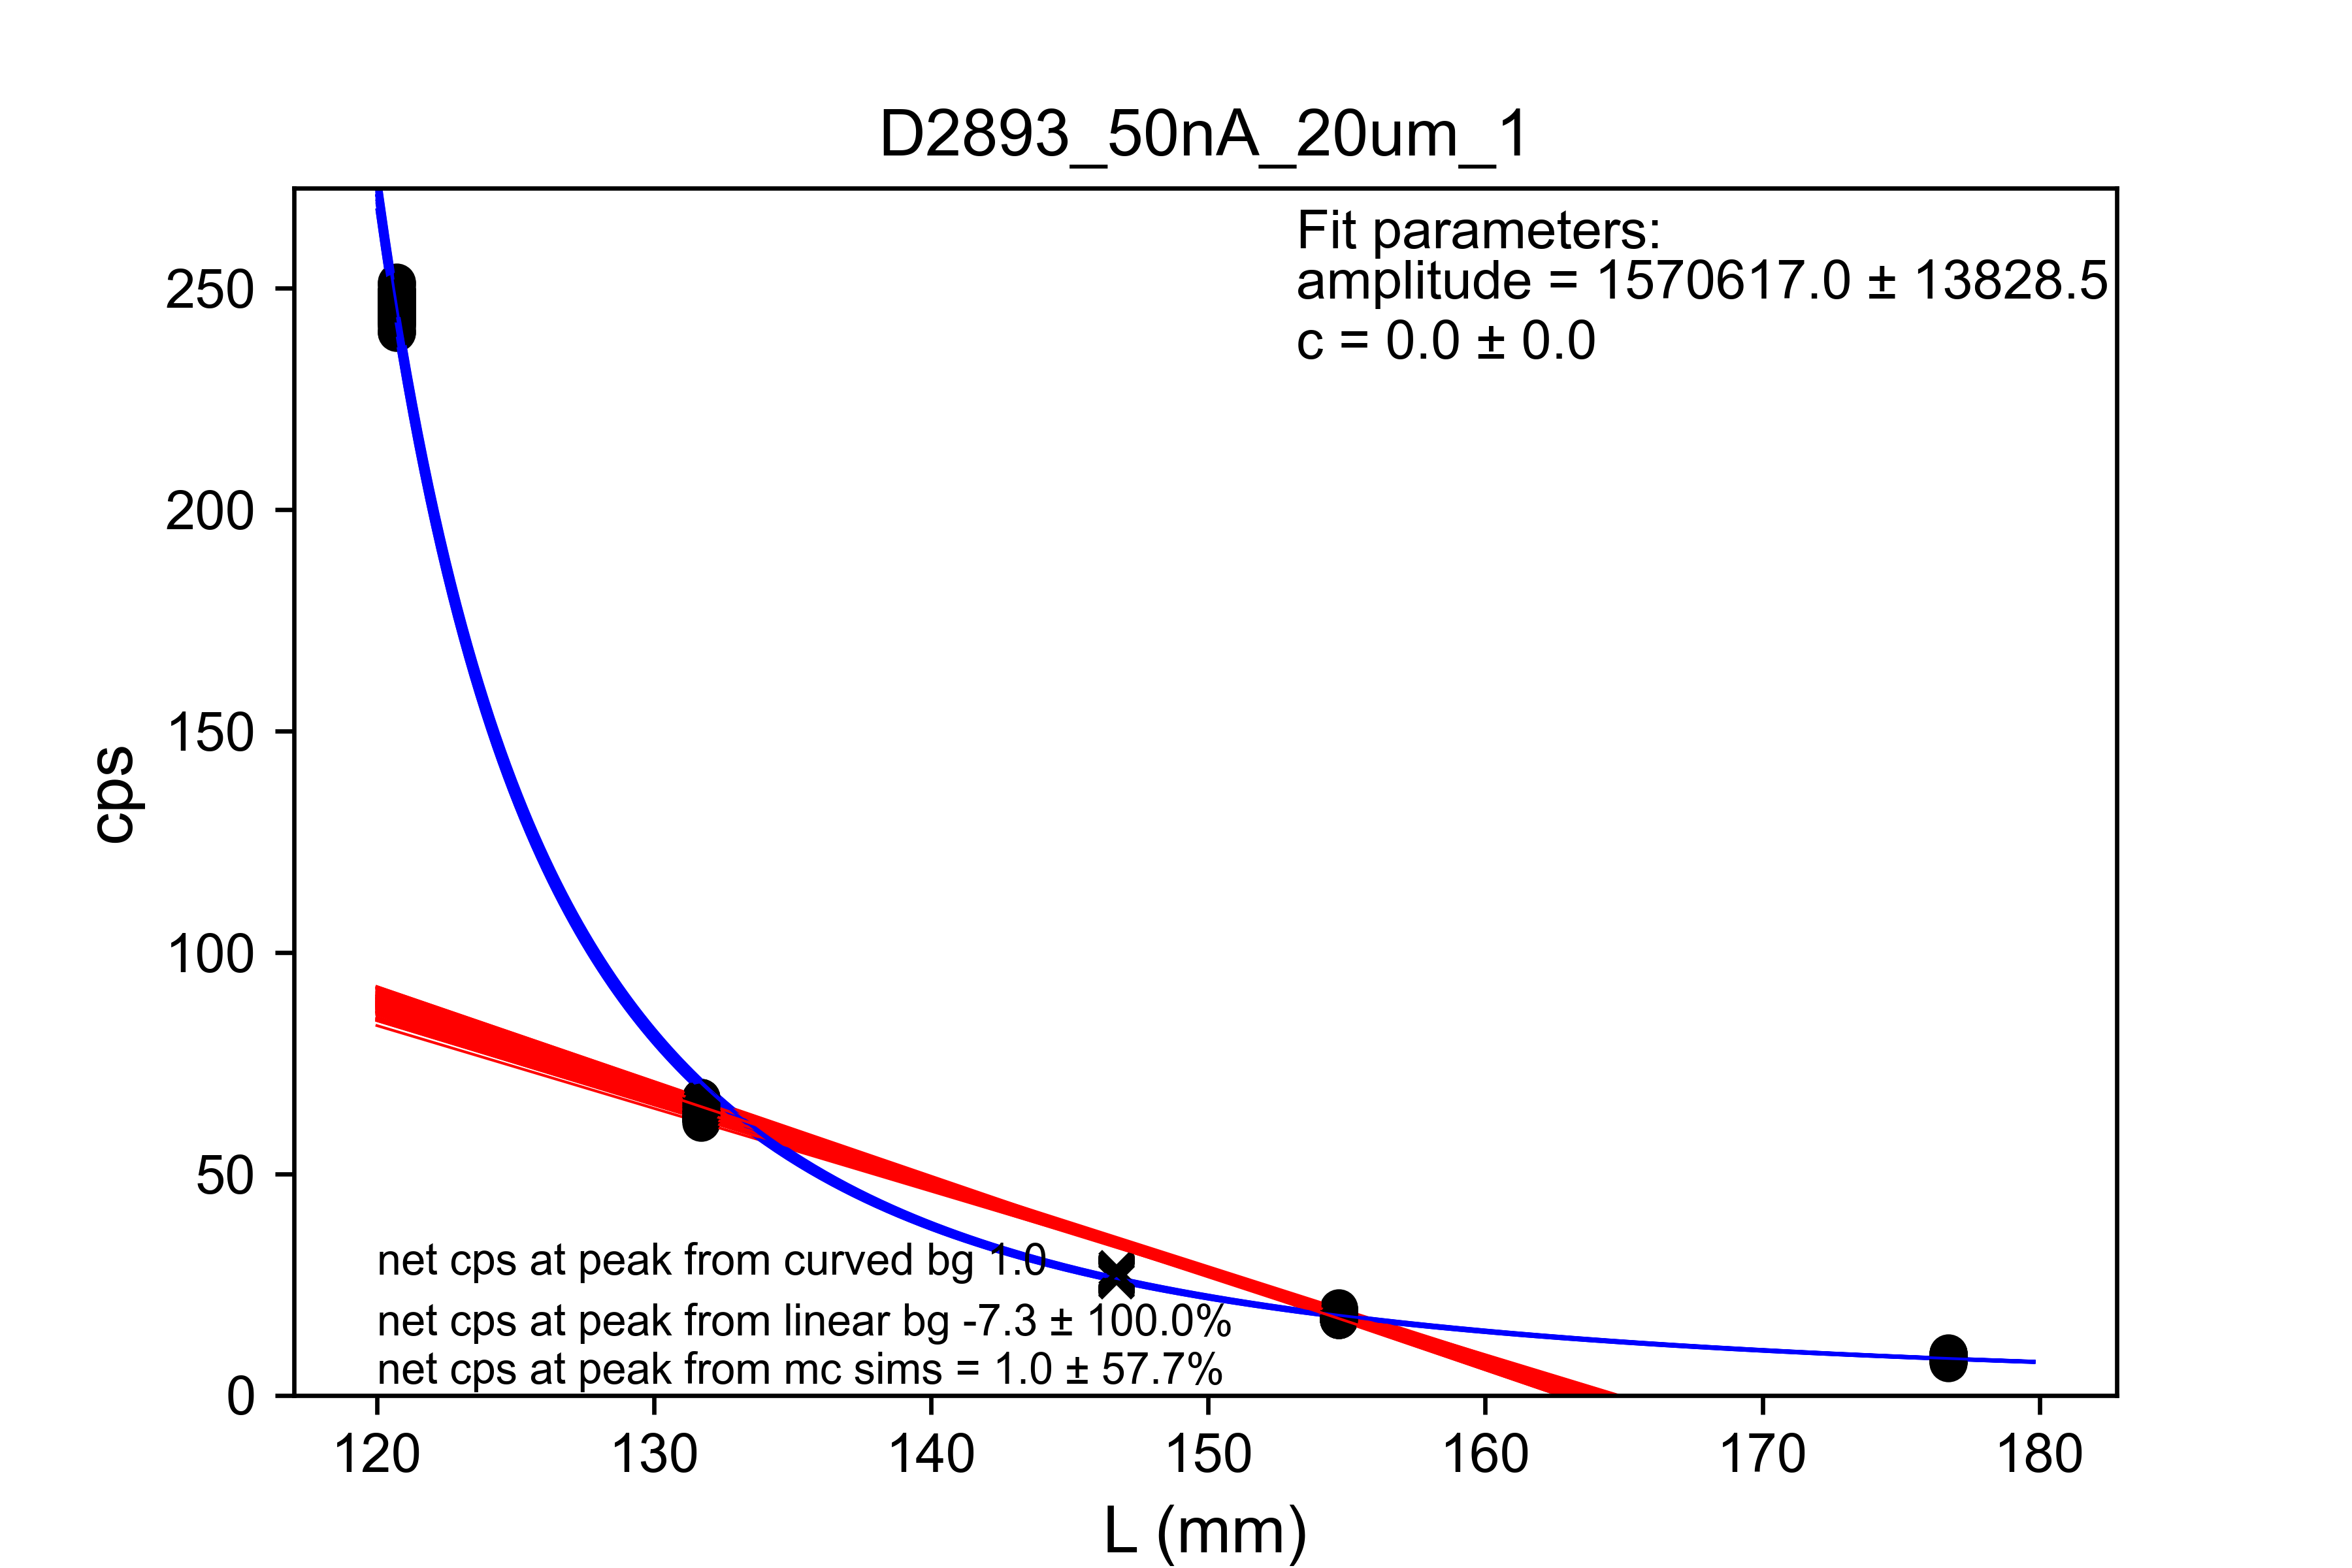 D2893_50nA_20um_1
Fit parameters:
amplitude = 1570617.0 ± 13828.5
c = 0.0 ± 0.0
250
200
150
100
50
0
cps
net cps at peak from curved bg 1.0
net cps at peak from linear bg -7.3 ± 100.0%
net cps at peak from mc sims = 1.0 ± 57.7%
120 130 140 150 160 170 180
L (mm)